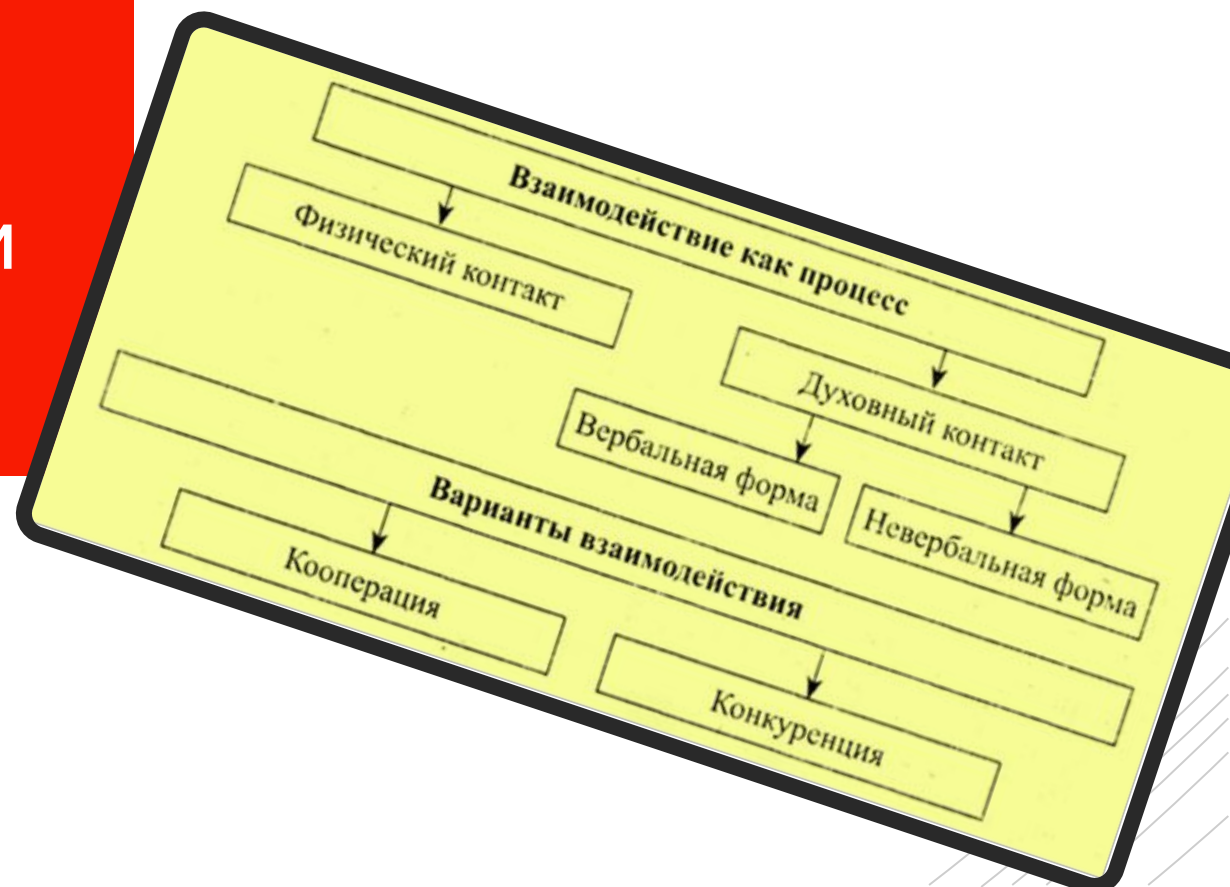 и
Взаимодействие как процесс
Физический контакт
Духовный контакт
Вербальная форма
Невербальная форма
Варианты взаимодействия
Кооперация
Конкуренция